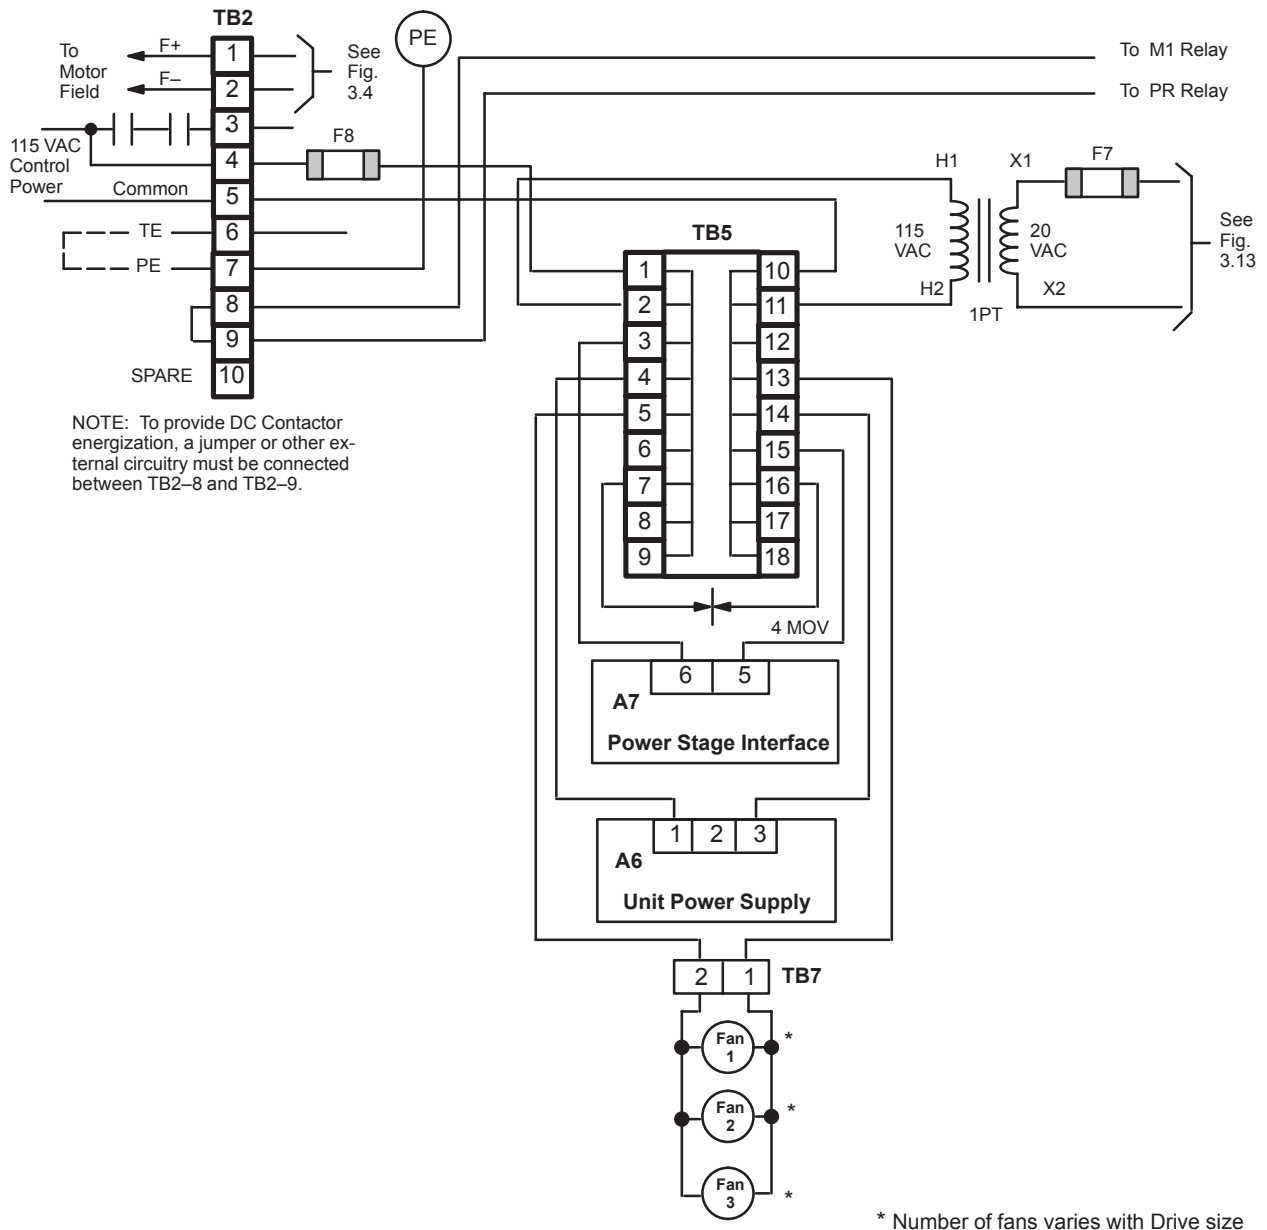 TB2
PE
To
Motor
Field
F+
F–
1
2
3
4
5
6
7
8
9
10
See
Fig.
3.4
To M1 Relay
To PR Relay
115 VAC
Control
Power
Common
TE
PE
SPARE
F8
NOTE: To provide DC Contactor
energization, a jumper or other ex-
ternal circuitry must be connected
between TB2–8 and TB2–9.
H1
H2
115
VAC
X1
X2
20
VAC
1PT
F7
See
Fig.
3.13
TB5
1
2
3
4
5
6
7
8
9
10
11
12
13
14
15
16
17
18
4 MOV
6 5
A7
Power Stage Interface
1 2 3
A6
Unit Power Supply
2 1
TB7
Fan
1
*
Fan
2
*
Fan
3
*
* Number of fans varies with Drive size